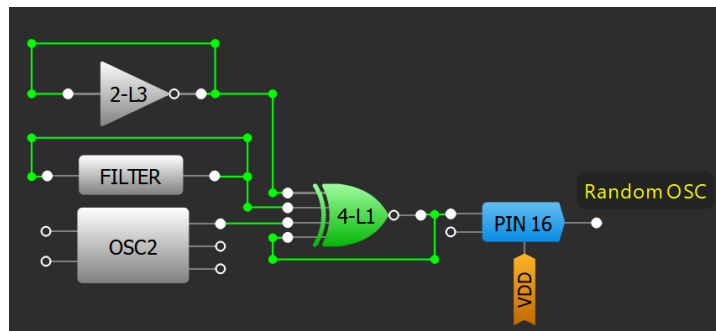 2-L3
FILTER
Random OSC
4-L1
PIN 16
OSC2
VDD